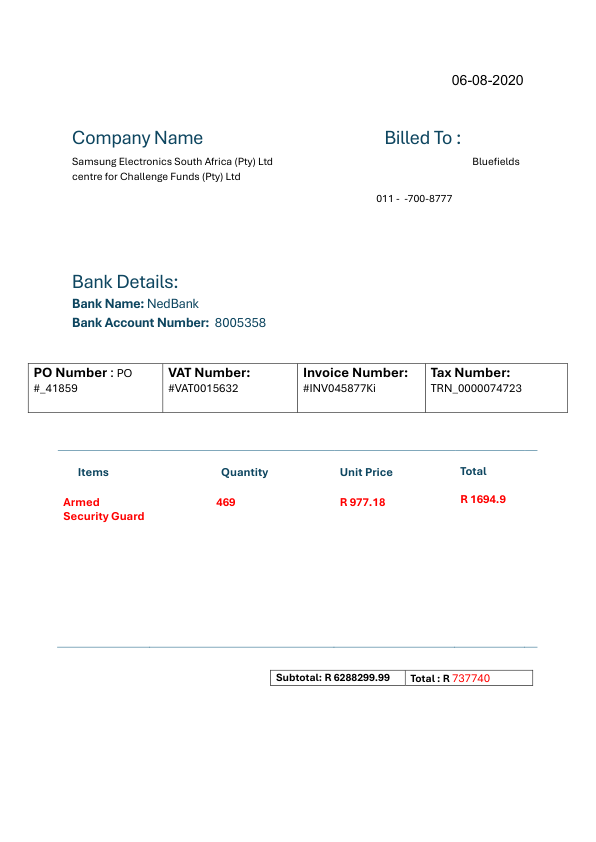 06-08-2020
Company Name
Billed To :
Samsung Electronics South Africa (Pty) Ltd
Bluefields
centre for Challenge Funds (Pty) Ltd
011 - -700-8777
Bank Details:
Bank Name: NedBank
Bank Account Number: 8005358
PO Number : PO
#_41859
VAT Number:
#VAT0015632
Invoice Number:
#INV045877Ki
Tax Number:
TRN_0000074723
Items Quantity Unit Price Total
Armed 469 R 977.18 R 1694.9
Security Guard
Subtotal: R 6288299.99 Total : R 737740